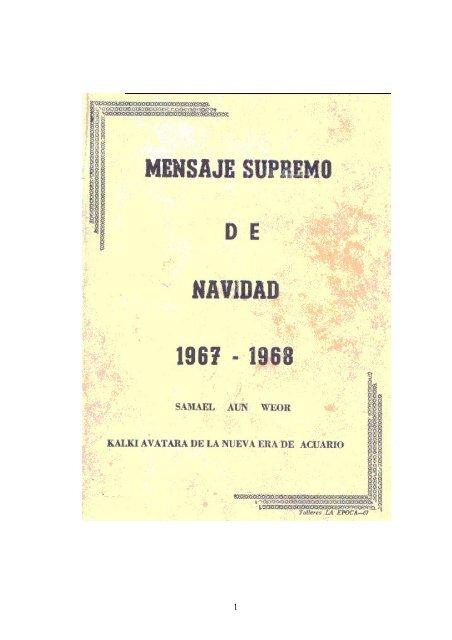 MENSAJE SUPREMO
DE
NAVIDAD
1967 - 1968
SAMAEL AUN WEOR
KALKI AVATARA DE LA NUEVA ERA DE ACUARIO
Talleres LA EPOCA—67
1